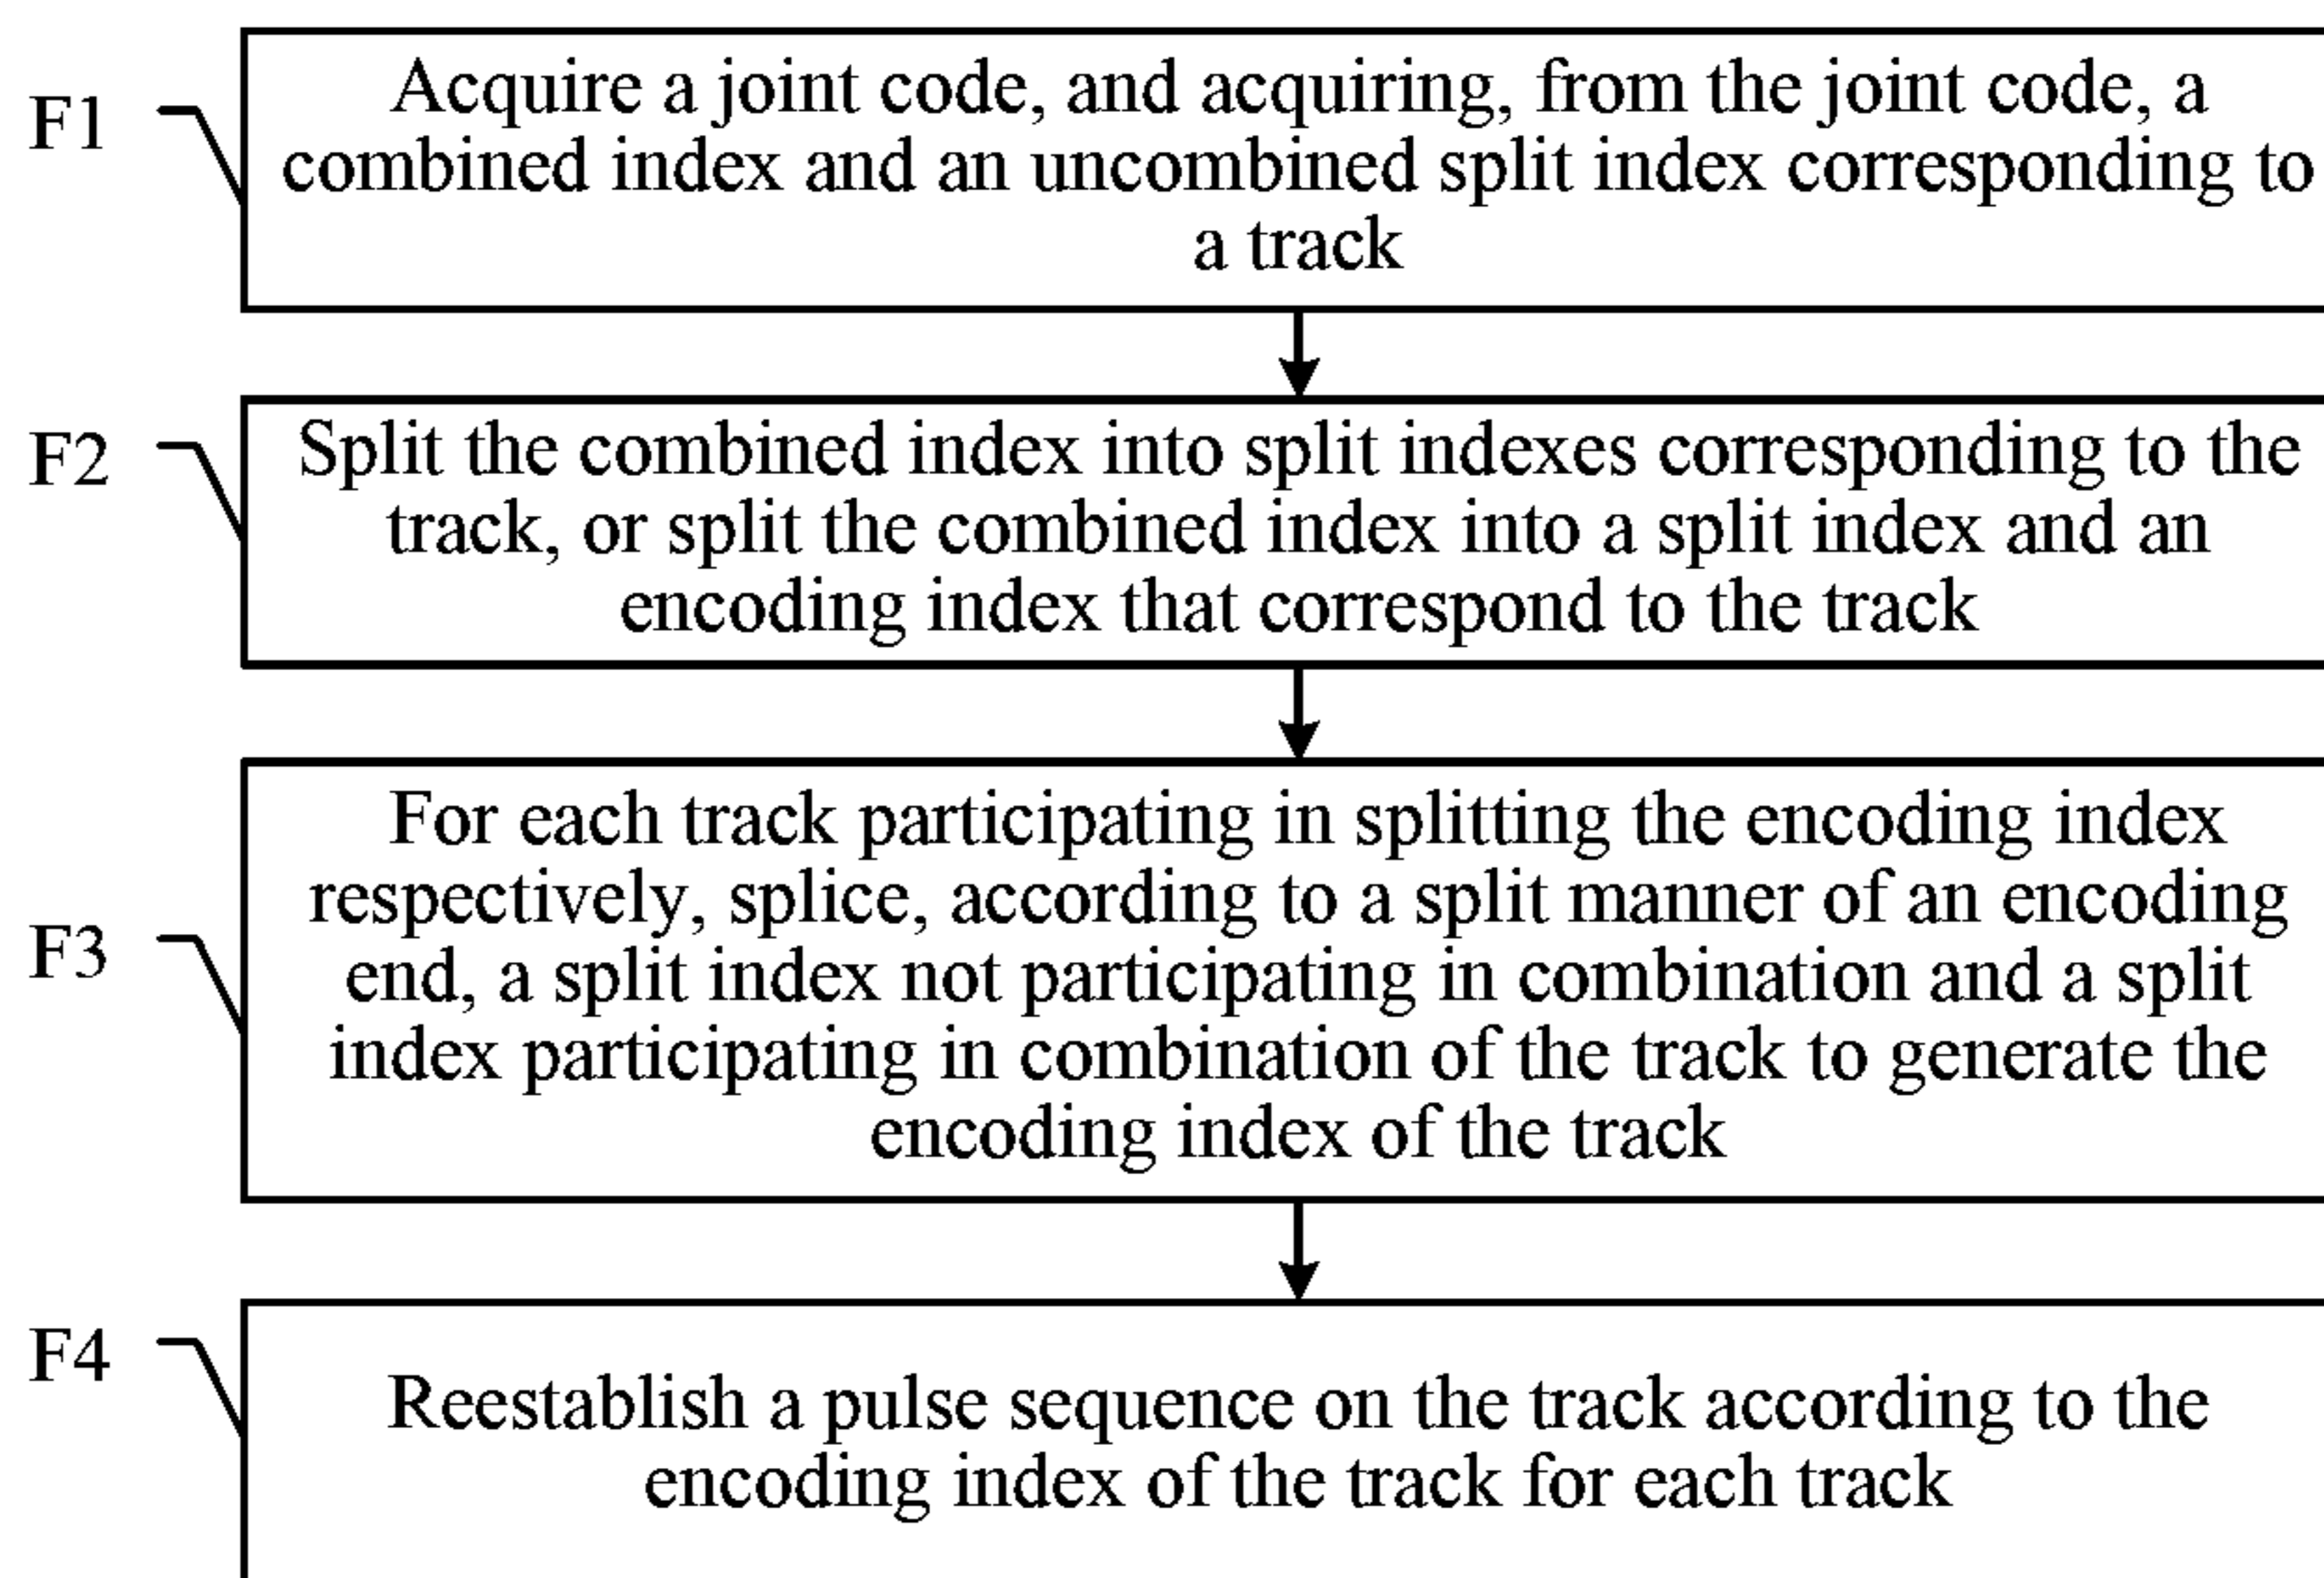 F1
Acquire a joint code, and acquiring, from the joint code, a
combined index and an uncombined split index corresponding to
a track
F2
Split the combined index into split indexes corresponding to the
track, or split the combined index into a split index and an
encoding index that correspond to the track
F3
For each track participating in splitting the encoding index
respectively, splice, according to a split manner of an encoding
end, a split index not participating in combination and a split
index participating in combination of the track to generate the
encoding index of the track
F4
Reestablish a pulse sequence on the track according to the
encoding index of the track for each track